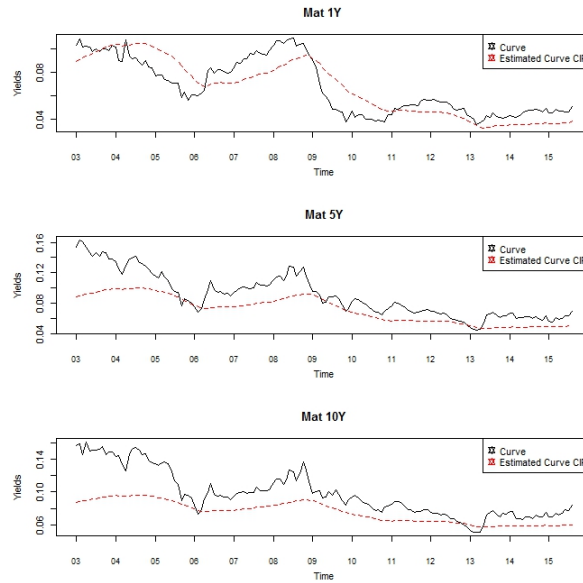 Mat 1Y
0.08
0.04
Yields
Curve
Estimated Curve CIR
03 04 05 06 07 08 09 10 11 12 13 14 15
Time
Mat 5Y
0.16
0.12
0.08
0.04
Yields
Curve
Estimated Curve CIR
03 04 05 06 07 08 09 10 11 12 13 14 15
Time
Mat 10Y
0.14
0.10
0.06
Yields
Curve
Estimated Curve CIR
03 04 05 06 07 08 09 10 11 12 13 14 15
Time